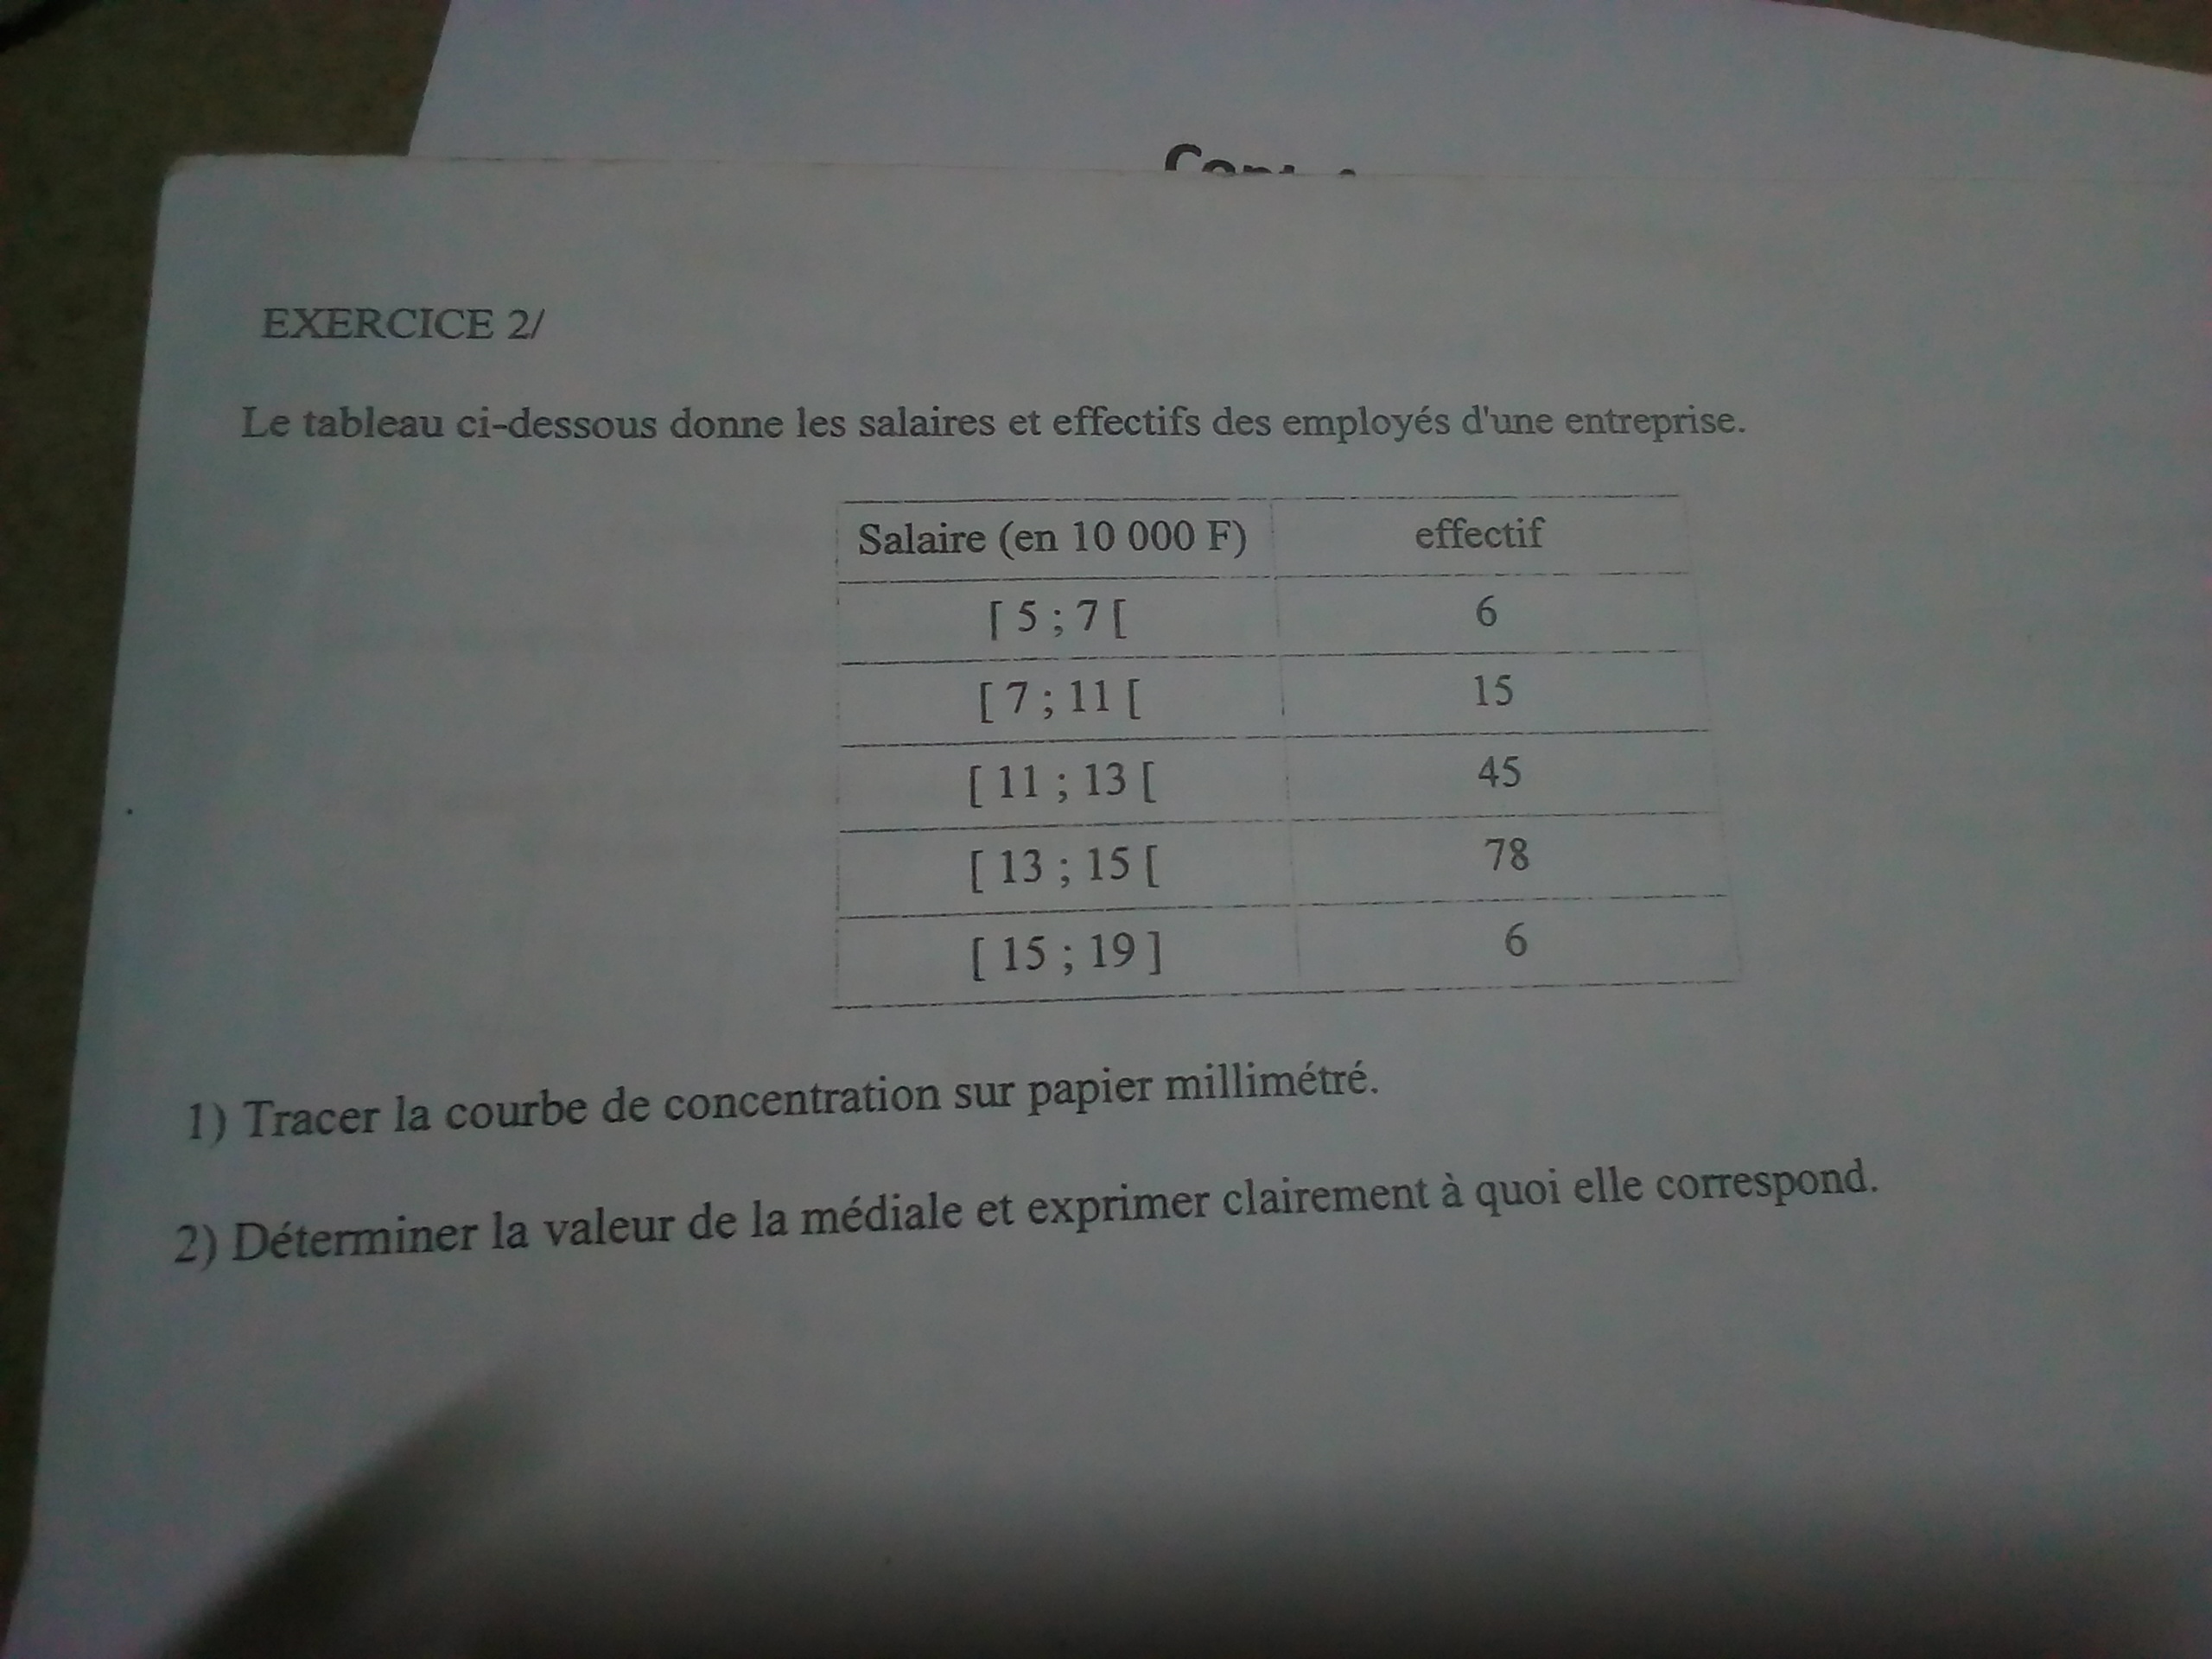 EXERCICE 2/
Le tableau ci-dessous donne les salaires et effectifs des employés d'une entreprise.
Salaire (en 10 000 F) effectif
[ 5 ; 7 [ 6
[ 7 ; 11 [ 15
[ 11 ; 13 [ 45
[ 13 ; 15 [ 78
[ 15 ; 19 ] 6
1) Tracer la courbe de concentration sur papier millimétré.
2) Déterminer la valeur de la médiale et exprimer clairement à quoi elle correspond.